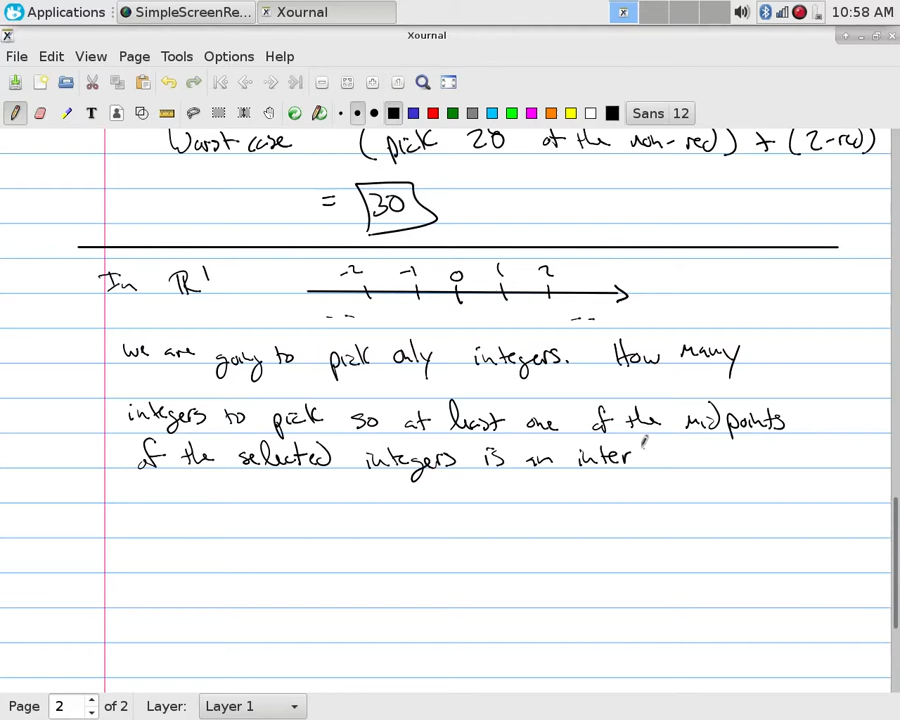 Applications SimpleScreenRe... Xournal 10:58 AM
Xournal
File Edit View Page Tools Options Help
Sans 12
Worst case (pick 28 of the non-red) + (2-red)
= 30
In ℝ¹ -2 -1 0 1 2
-- --
we are going to pick only integers. How many
integers to pick so at least one of the midpoints
of the selected integers is an inter
Page 2 of 2 Layer: Layer 1